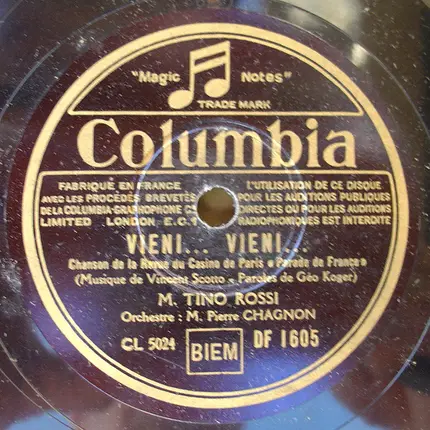 "Magic Notes"
TRADE MARK
Columbia
FABRIQUÉ EN FRANCE
AVEC LES PROCÉDÉS BREVETÉS
DE LA COLUMBIA-GRAPHOPHONE Cº
LIMITED LONDON E.C.1
L'UTILISATION DE CE DISQUE
POUR LES AUDITIONS PUBLIQUES
DIRECTES OU POUR LES AUDITIONS
RADIOPHONIQUES EST INTERDITE
VIENI... VIENI...
Chanson de la Revue du Casino de Paris «Parade de France»
(Musique de Vincent Scotto - Paroles de Géo Koger)
M. TINO ROSSI
Orchestre : M. Pierre CHAGNON
CL 5024 BIEM DF 1605